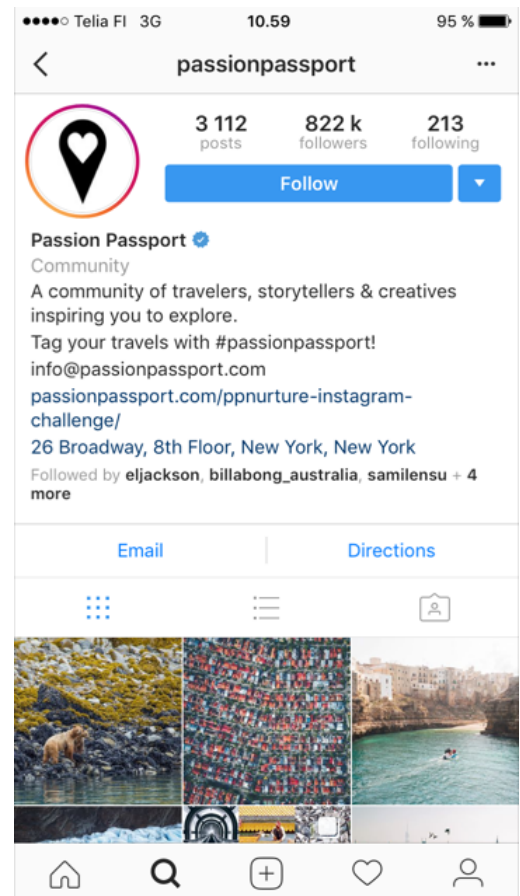 Telia FI 3G 10.59 95 %
passionpassport
3 112 822 k 213
posts followers following
Follow
Passion Passport
Community
A community of travelers, storytellers & creatives
inspiring you to explore.
Tag your travels with #passionpassport!
info@passionpassport.com
passionpassport.com/ppnurture-instagram-
challenge/
26 Broadway, 8th Floor, New York, New York
Followed by eljackson, billabong_australia, samilensu + 4
more
Email Directions